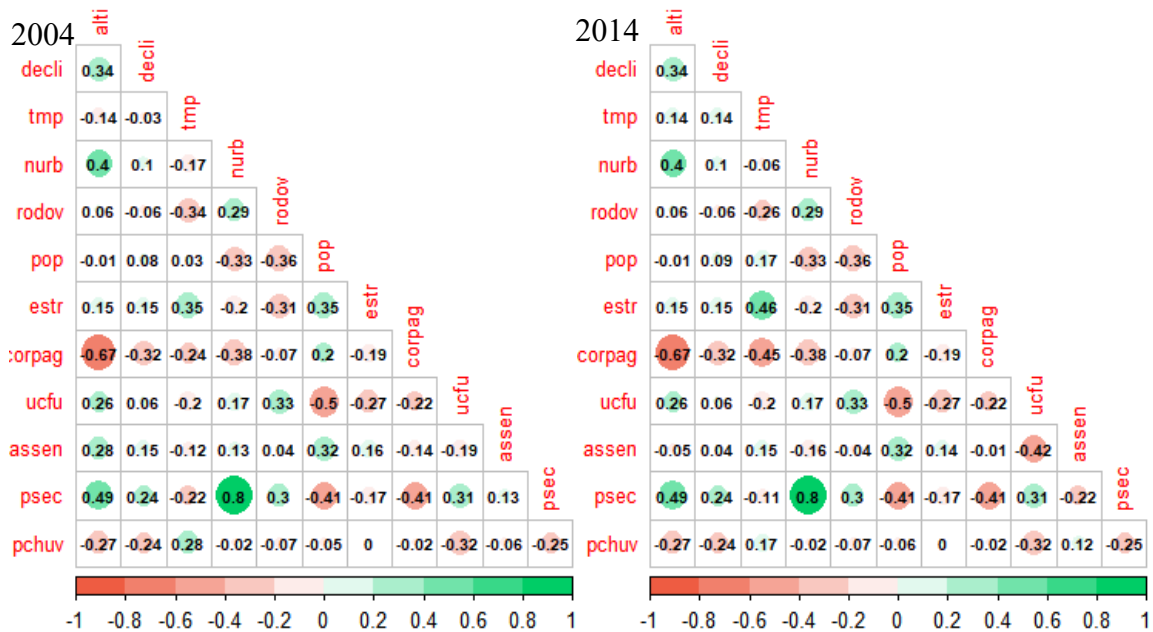 2004
alti
decli 0.34 decli
tmp -0.14 -0.03 tmp
nurb 0.4 0.1 -0.17 nurb
rodov 0.06 -0.06 -0.34 0.29 rodov
pop -0.01 0.08 0.03 -0.33 -0.36 pop
estr 0.15 0.15 0.35 -0.2 -0.31 0.35 estr
corpag -0.67 -0.32 -0.24 -0.38 -0.07 0.2 -0.19 corpag
ucfu 0.26 0.06 -0.2 0.17 0.33 -0.5 -0.27 -0.22 ucfu
assen 0.28 0.15 -0.12 0.13 0.04 0.32 0.16 -0.14 -0.19 assen
psec 0.49 0.24 -0.22 0.8 0.3 -0.41 -0.17 -0.41 0.31 0.13 psec
pchuv -0.27 -0.24 0.28 -0.02 -0.07 -0.05 0 -0.02 -0.32 -0.06 -0.25
-1 -0.8 -0.6 -0.4 -0.2 0 0.2 0.4 0.6 0.8 1
2014
alti
decli 0.34 decli
tmp 0.14 0.14 tmp
nurb 0.4 0.1 -0.06 nurb
rodov 0.06 -0.06 -0.26 0.29 rodov
pop -0.01 0.09 0.17 -0.33 -0.36 pop
estr 0.15 0.15 0.46 -0.2 -0.31 0.35 estr
corpag -0.67 -0.32 -0.45 -0.38 -0.07 0.2 -0.19 corpag
ucfu 0.26 0.06 -0.2 0.17 0.33 -0.5 -0.27 -0.22 ucfu
assen -0.05 0.04 0.15 -0.16 -0.04 0.32 0.14 -0.01 -0.42 assen
psec 0.49 0.24 -0.11 0.8 0.3 -0.41 -0.17 -0.41 0.31 -0.22 psec
pchuv -0.27 -0.24 0.17 -0.02 -0.07 -0.06 0 -0.02 -0.32 0.12 -0.25
-1 -0.8 -0.6 -0.4 -0.2 0 0.2 0.4 0.6 0.8 1